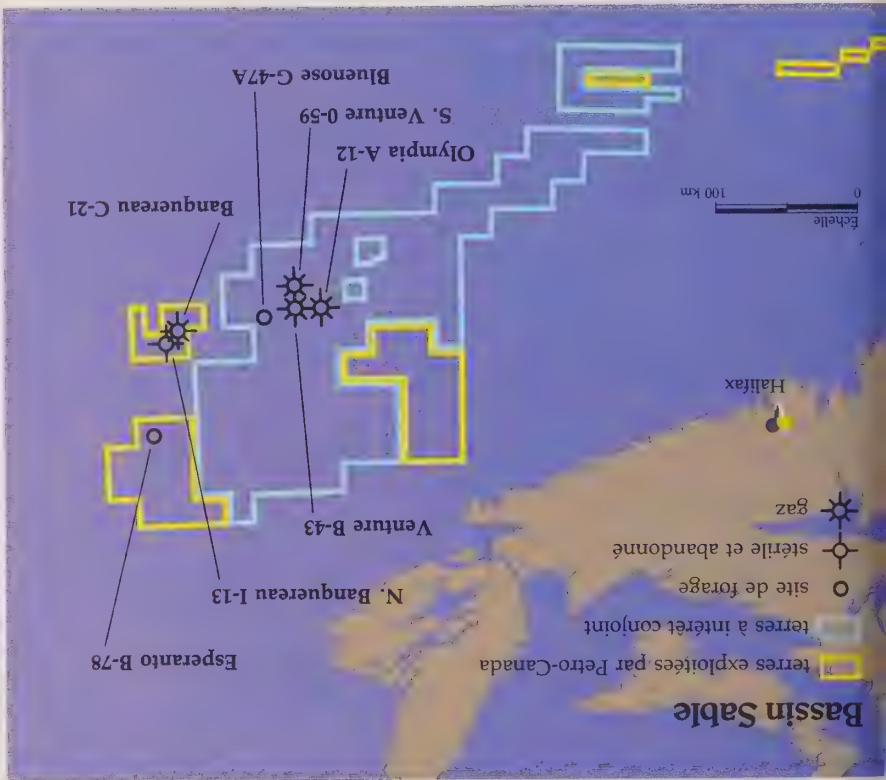 Bassin Sable
terres exploitées par Petro-Canada
terres à intérêt conjoint
site de forage
stérile et abandonné
gaz
Esperanto B-78
N. Banquereau I-13
Venture B-43
Halifax
Banquereau C-21
Olympia A-12
S. Venture 0-59
Bluenose G-47A
Échelle
0 100 km